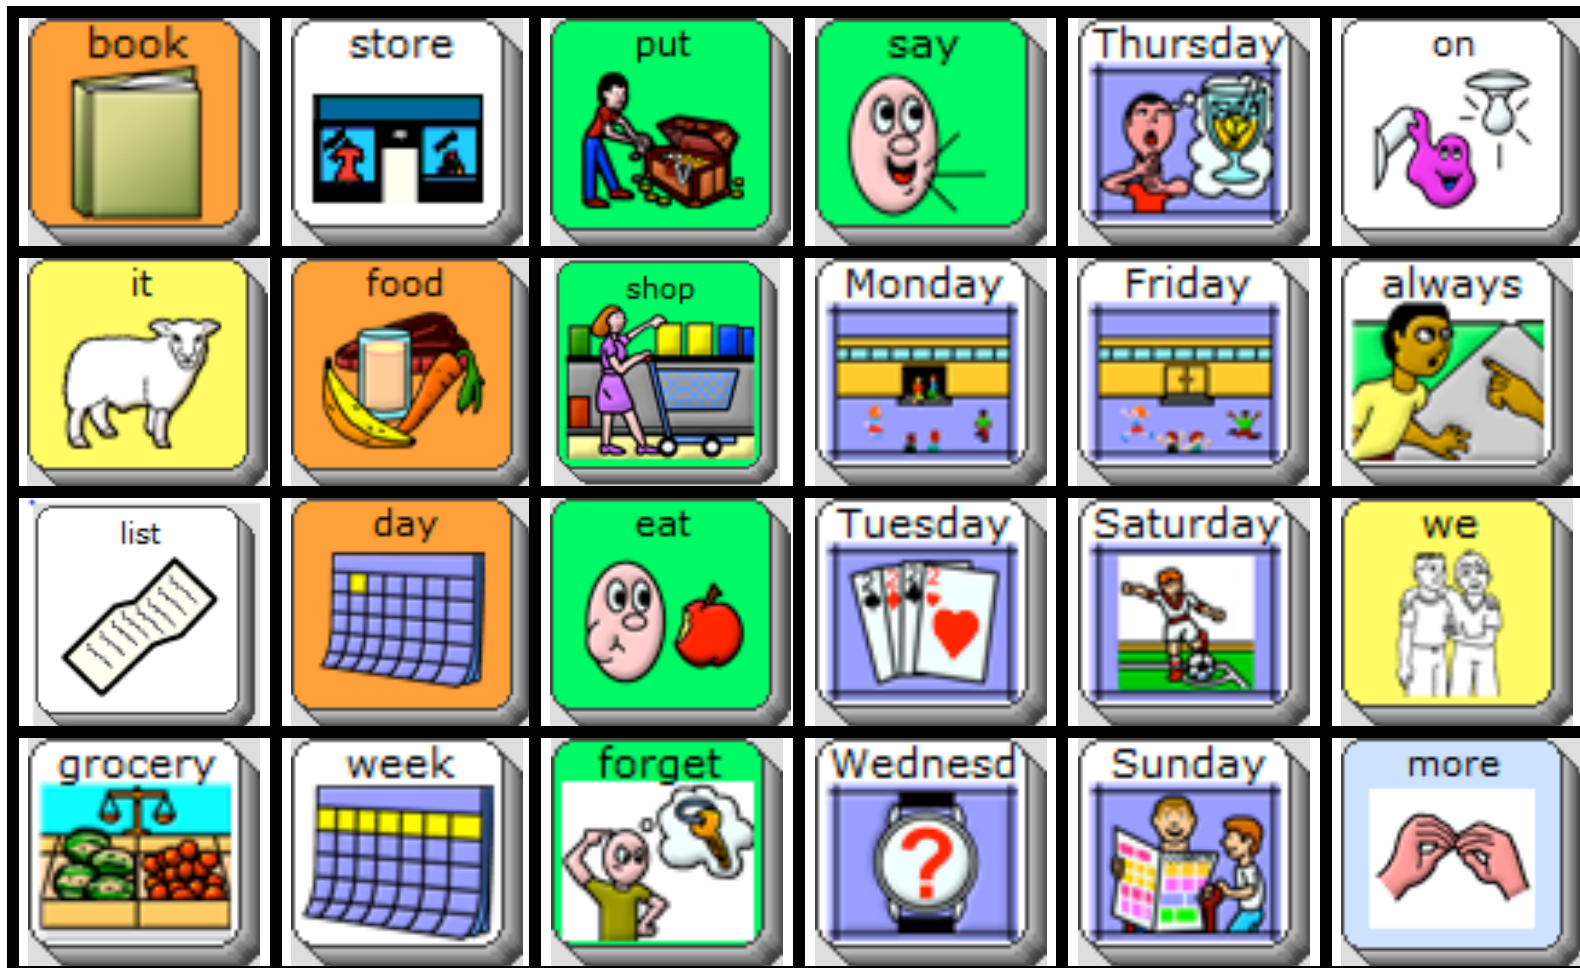 book store put say Thursday on
it food shop Monday Friday always
list day eat Tuesday Saturday we
grocery week forget Wednesd Sunday more